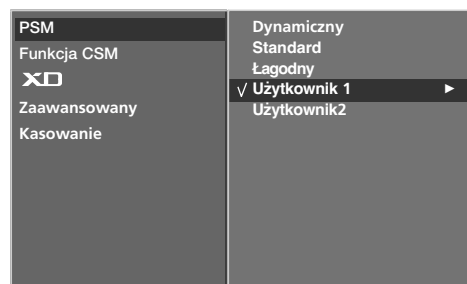 PSM
Funkcja CSM
XD
Zaawansowany
Kasowanie
Dynamiczny
Standard
Łagodny
√ Użytkownik 1 ►
Użytkownik2